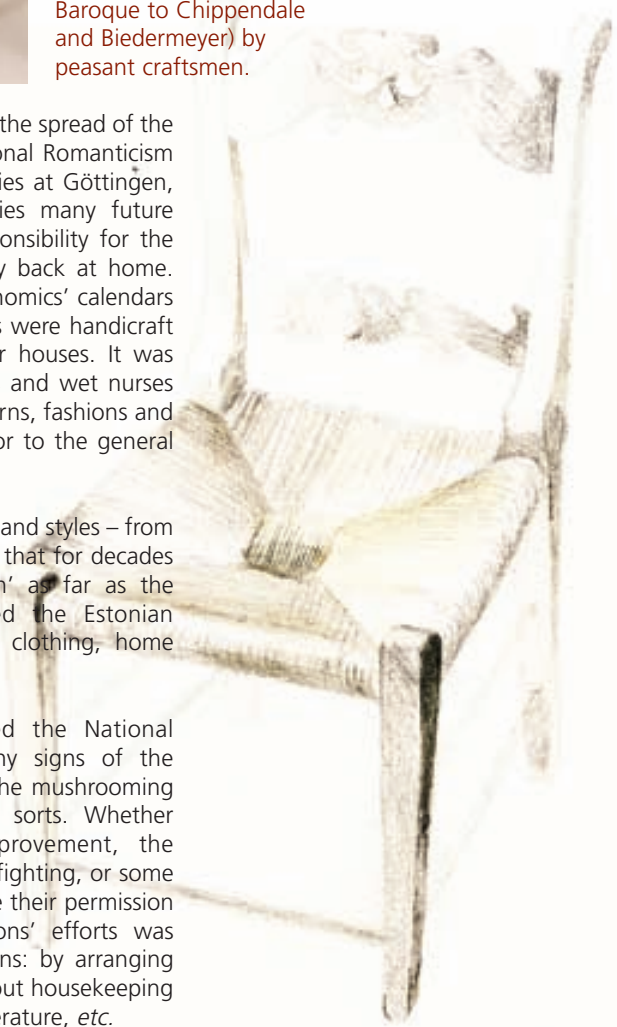 Baroque to Chippendale
and Biedermeyer) by
peasant craftsmen.
the spread of the
onal Romanticism
ies at Göttingen,
ies many future
onsibility for the
y back at home.
nomics’ calendars
s were handicraft
r houses. It was
and wet nurses
rns, fashions and
or to the general
and styles – from
that for decades
n’ as far as the
ed the Estonian
clothing, home
ed the National
ny signs of the
he mushrooming
sorts. Whether
provement, the
fighting, or some
e their permission
ons’ efforts was
ns: by arranging
out housekeeping
erature, etc.